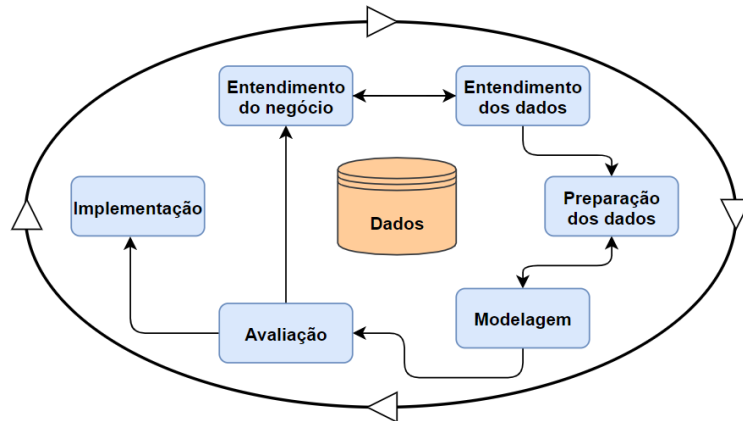 Entendimento
do negócio
Entendimento
dos dados
Implementação
Dados
Preparação
dos dados
Avaliação
Modelagem